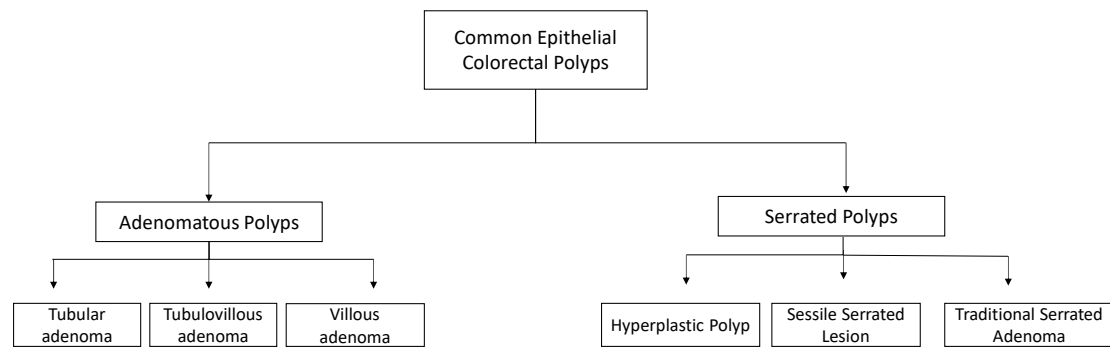 Common Epithelial
Colorectal Polyps
Adenomatous Polyps
Serrated Polyps
Tubular
adenoma
Tubulovillous
adenoma
Villous
adenoma
Hyperplastic Polyp
Sessile Serrated
Lesion
Traditional Serrated
Adenoma